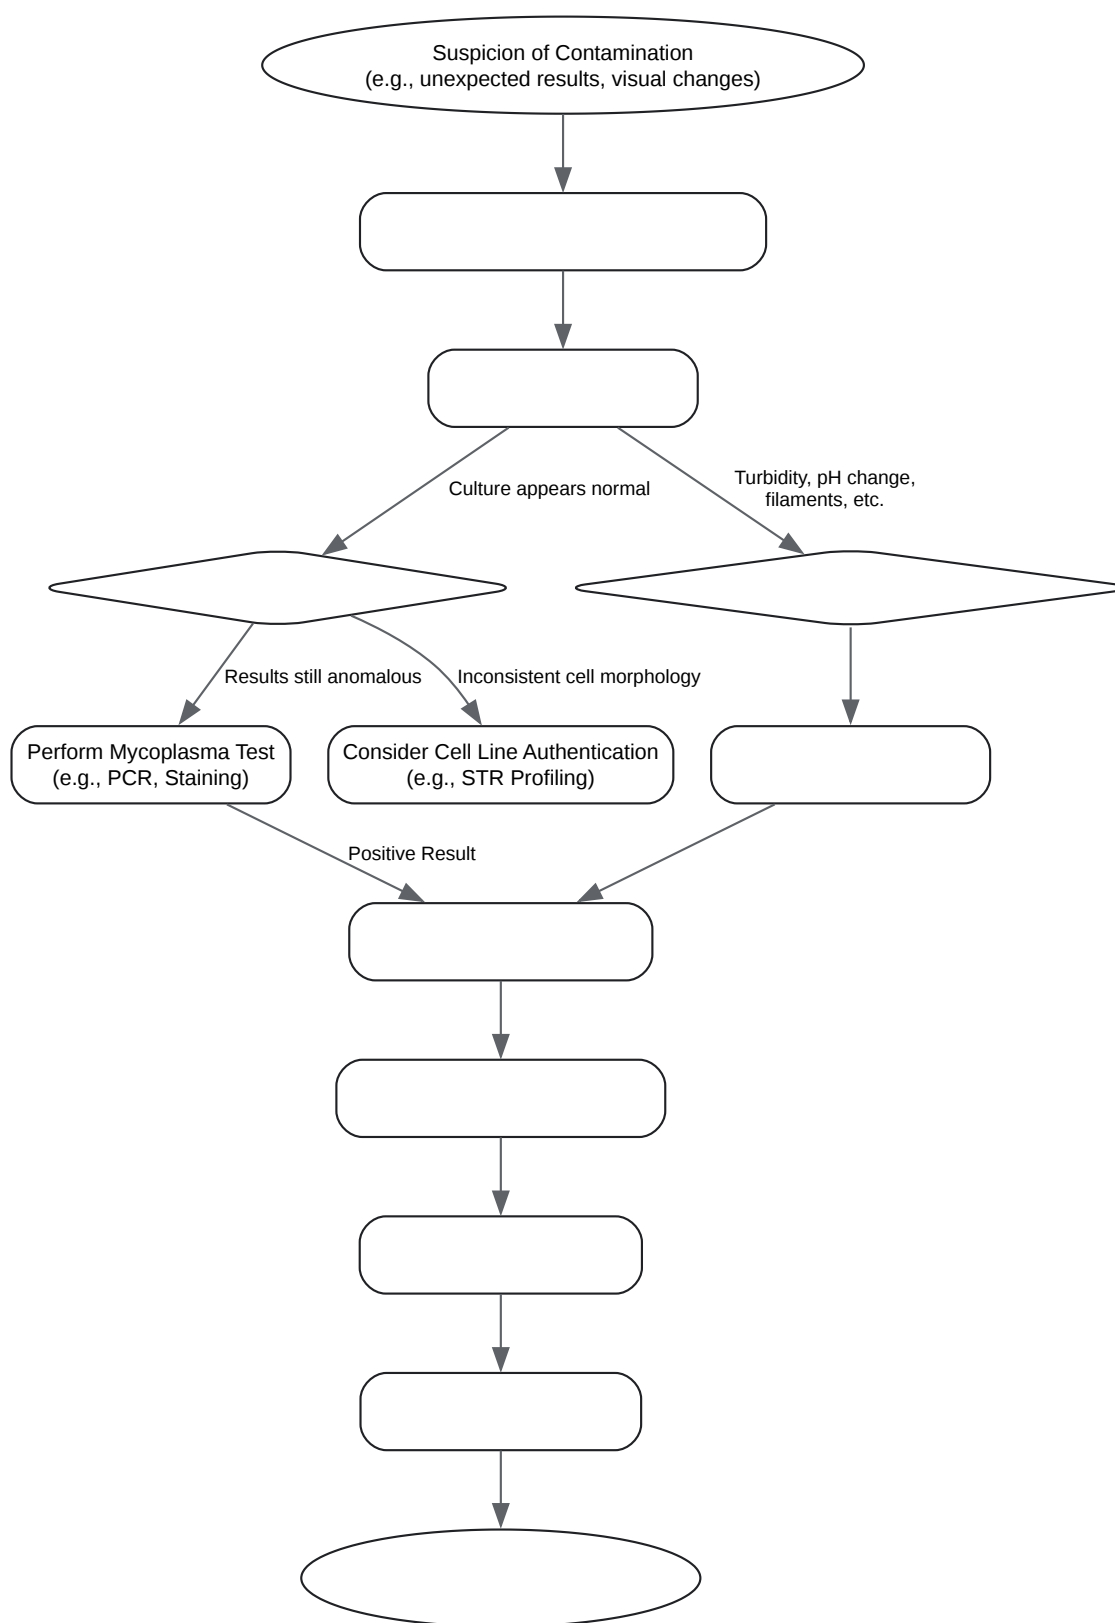 Suspicion of Contamination
(e.g., unexpected results, visual changes)
Culture appears normal
Turbidity, pH change,
filaments, etc.
Results still anomalous
Inconsistent cell morphology
Perform Mycoplasma Test
(e.g., PCR, Staining)
Consider Cell Line Authentication
(e.g., STR Profiling)
Positive Result